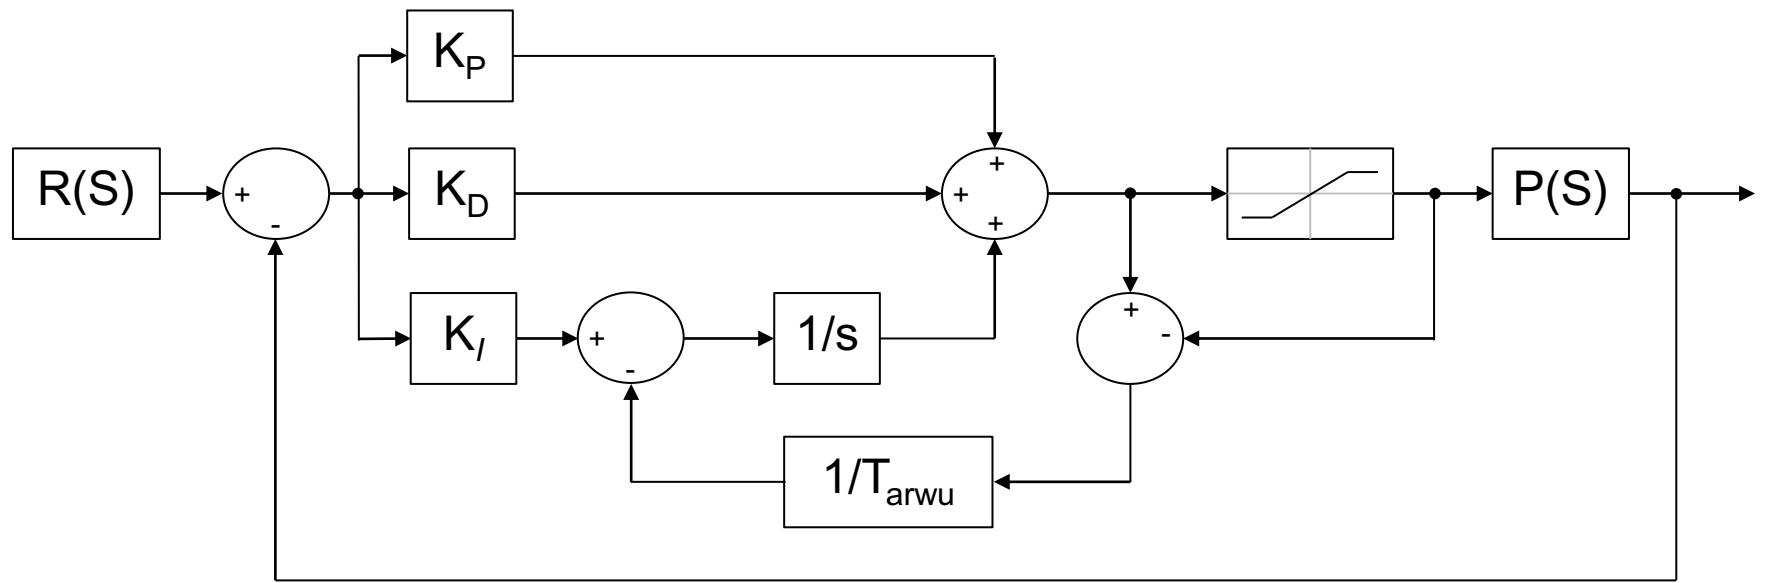 K_P
R(S)
+
-
K_D
+
+
+
P(S)
K_I
+
-
1/s
+
-
1/T_arwu